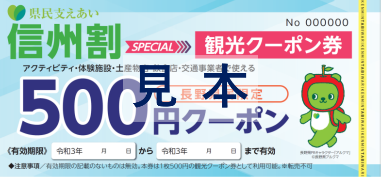 県民支えあい
No 000000
信州割 SPECIAL 観光クーポン券
アクティビティ・体験施設・土産物 店・交通事業者 使える
見本
長野 限定
500円クーポン
《有効期限》 令和3年 月 日 から 令和3年 月 日 まで有効
◆注意事項／有効期限の記載のないものは無効。本券は1枚500円の観光クーポン券として利用可能。※転売不可